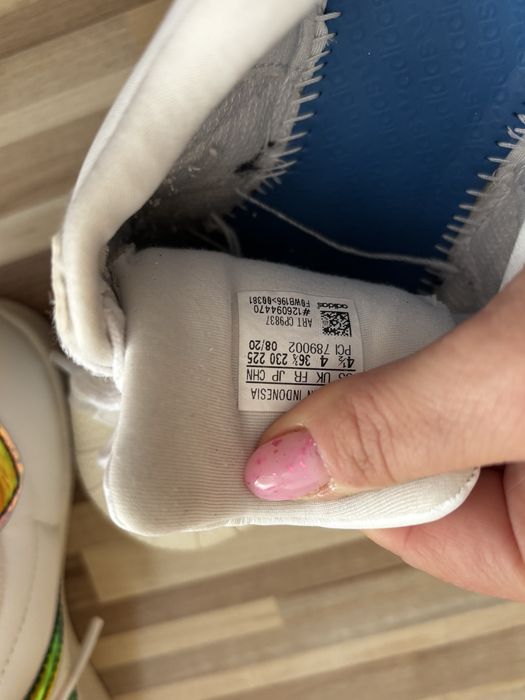 INDONESIA
US UK FR JP CHN
4½ 4 36⅔ 230 225
PCI 789002 08/20
ART CP9837
#126094470
F0WB196>00381
adidas